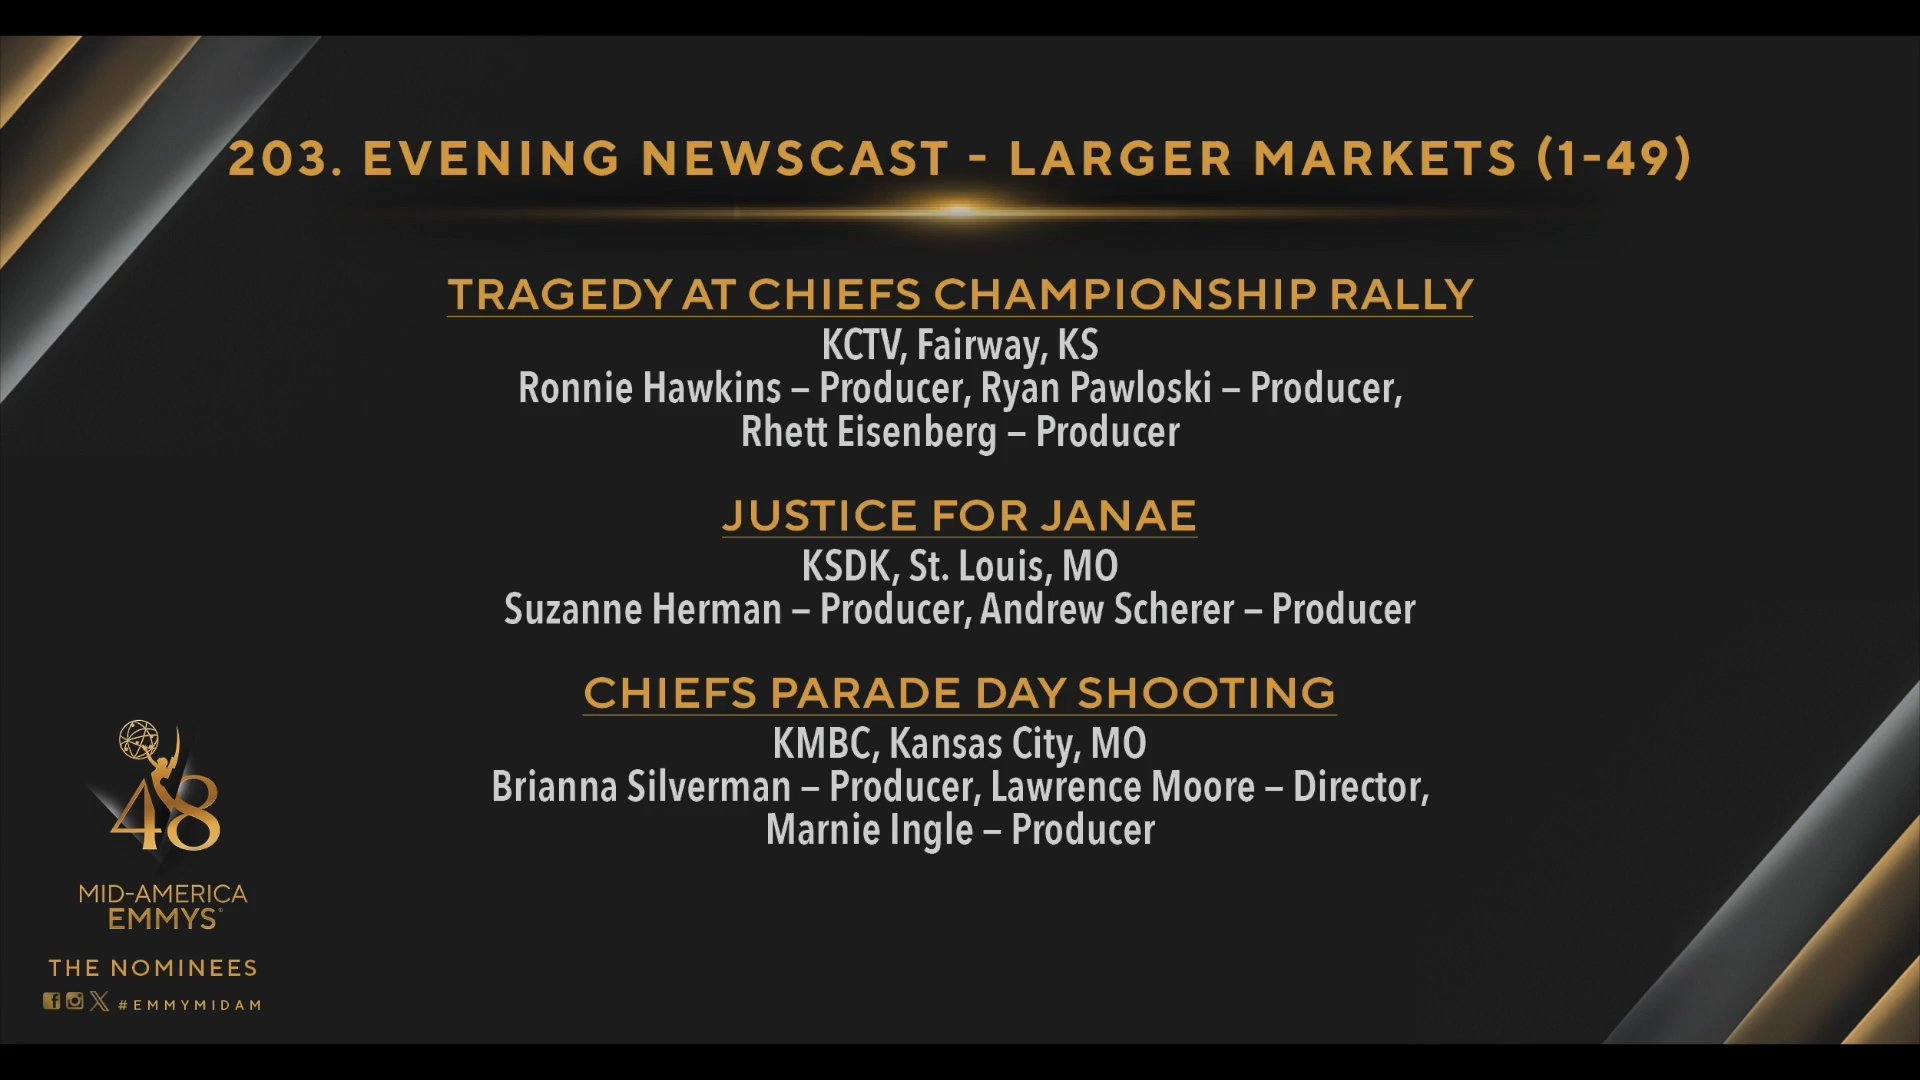 203. EVENING NEWSCAST - LARGER MARKETS (1-49)
TRAGEDY AT CHIEFS CHAMPIONSHIP RALLY
KCTV, Fairway, KS
Ronnie Hawkins – Producer, Ryan Pawloski – Producer,
Rhett Eisenberg – Producer
JUSTICE FOR JANAE
KSDK, St. Louis, MO
Suzanne Herman – Producer, Andrew Scherer – Producer
CHIEFS PARADE DAY SHOOTING
KMBC, Kansas City, MO
Brianna Silverman – Producer, Lawrence Moore – Director,
Marnie Ingle – Producer
48
MID-AMERICA
EMMYS®
THE NOMINEES
#EMMYMIDAM